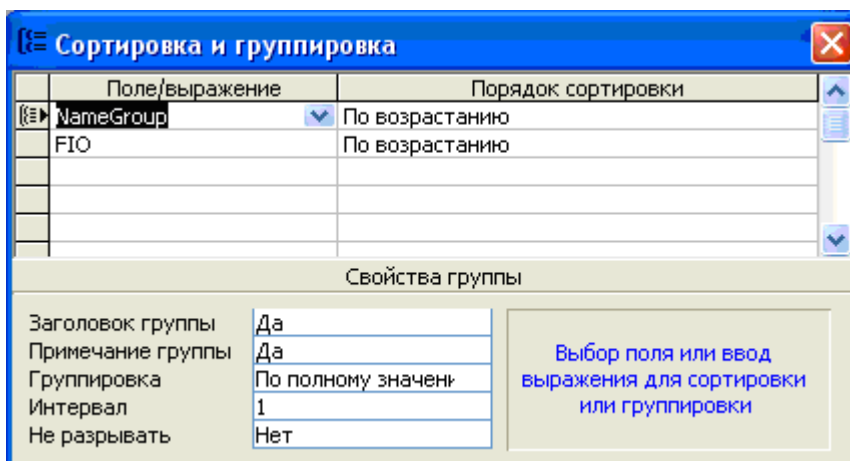 Сортировка и группировка
Поле/выражение Порядок сортировки
NameGroup По возрастанию
FIO По возрастанию
Свойства группы
Заголовок группы Да
Примечание группы Да
Группировка По полному значени
Интервал 1
Не разрывать Нет
Выбор поля или ввод
выражения для сортировки
или группировки